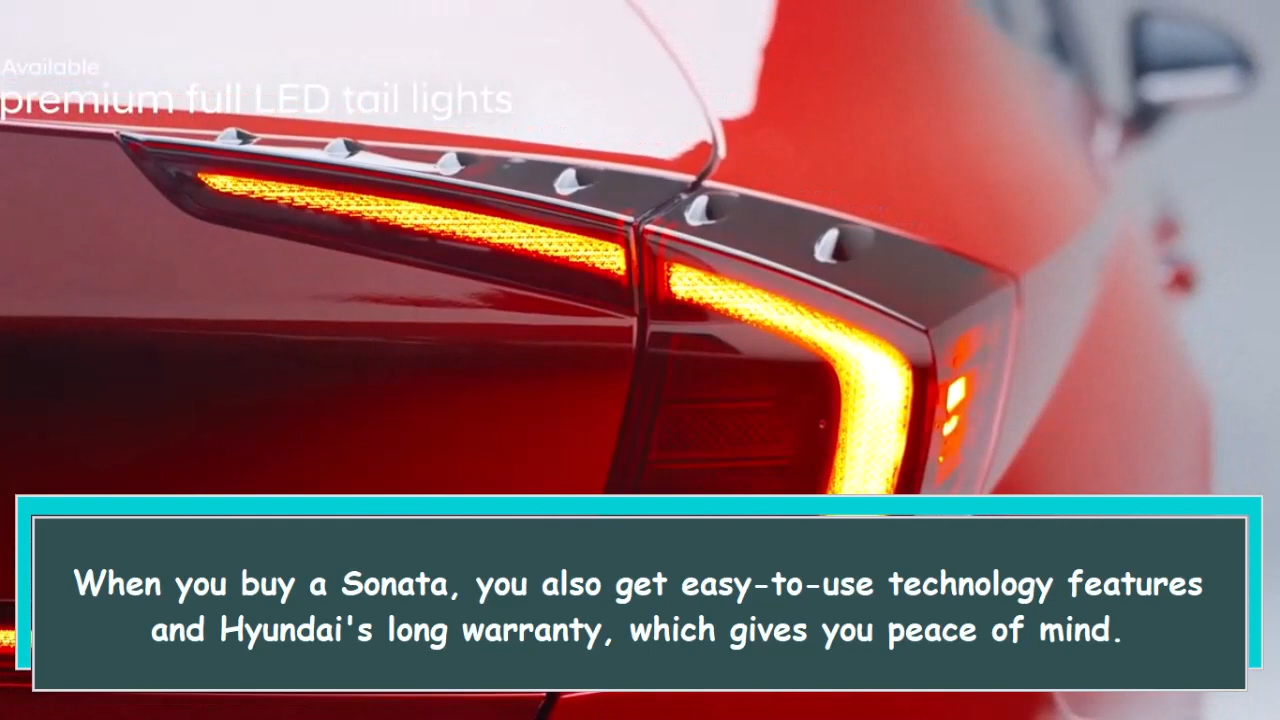 Available
premium full LED tail lights
When you buy a Sonata, you also get easy-to-use technology features
and Hyundai's long warranty, which gives you peace of mind.